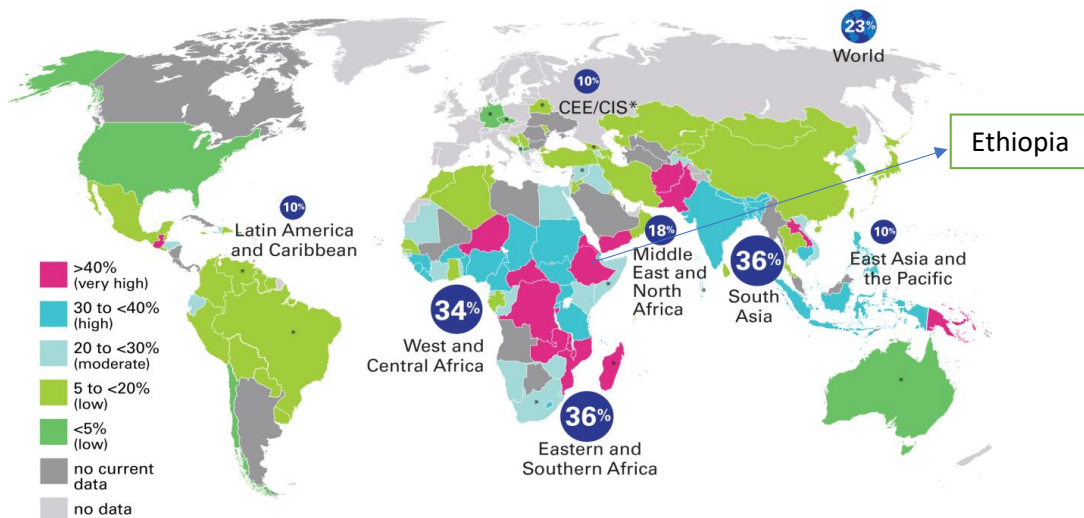 23%
World
10%
CEE/CIS*
Ethiopia
10%
Latin America
and Caribbean
18%
Middle
East and
North
Africa
36%
South
Asia
10%
East Asia and
the Pacific
34%
West and
Central Africa
36%
Eastern and
Southern Africa
>40%
(very high)
30 to <40%
(high)
20 to <30%
(moderate)
5 to <20%
(low)
<5%
(low)
no current
data
no data